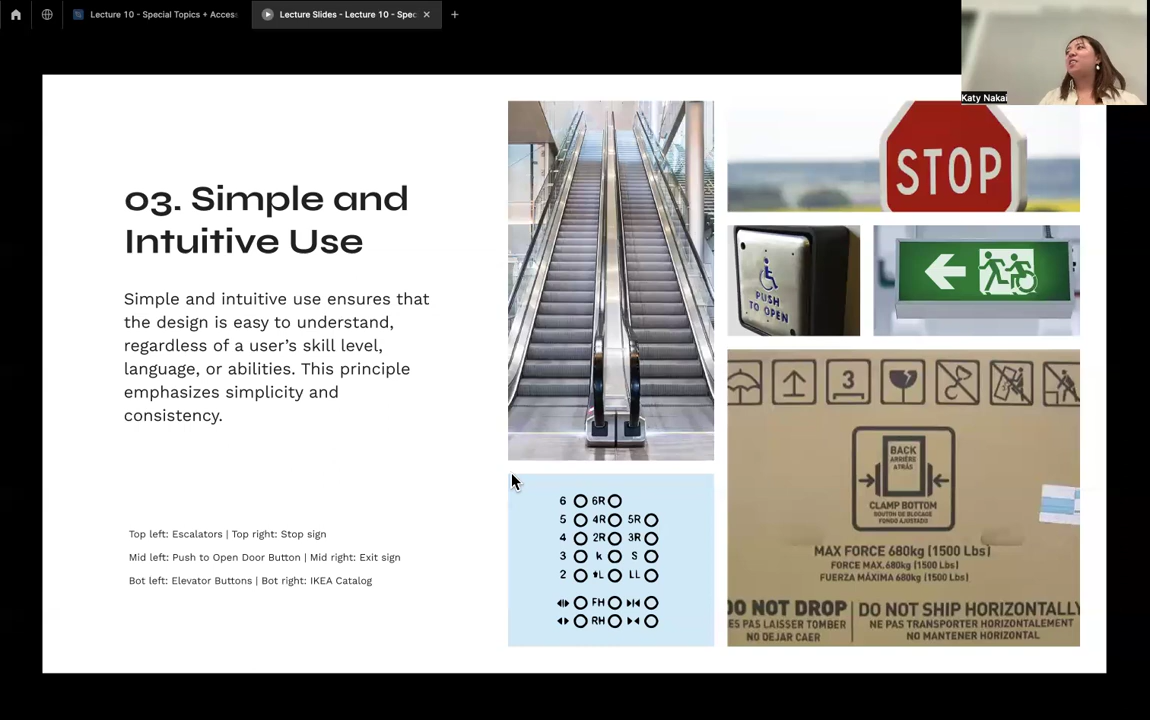 Lecture 10 - Special Topics + Access
Lecture Slides - Lecture 10 - Spec
Katy Nakai
03. Simple and
Intuitive Use
Simple and intuitive use ensures that
the design is easy to understand,
regardless of a user’s skill level,
language, or abilities. This principle
emphasizes simplicity and
consistency.
Top left: Escalators | Top right: Stop sign
Mid left: Push to Open Door Button | Mid right: Exit sign
Bot left: Elevator Buttons | Bot right: IKEA Catalog
STOP
PUSH
TO OPEN
6 6R
5 4R 5R
4 2R 3R
3 k S
2 *L LL
FH
RH
3
BACK
ARRIÈRE
ATRÁS
CLAMP BOTTOM
BOUTON DE BLOCAGE
FONDO AJUSTADO
MAX FORCE 680kg (1500 Lbs)
FORCE MAX. 680kg (1500 Lbs)
FUERZA MÁXIMA 680kg (1500 Lbs)
DO NOT DROP
ES PAS LAISSER TOMBER
NO DEJAR CAER
DO NOT SHIP HORIZONTALLY
NE PAS TRANSPORTER HORIZONTALEMENT
NO MANTENER HORIZONTAL